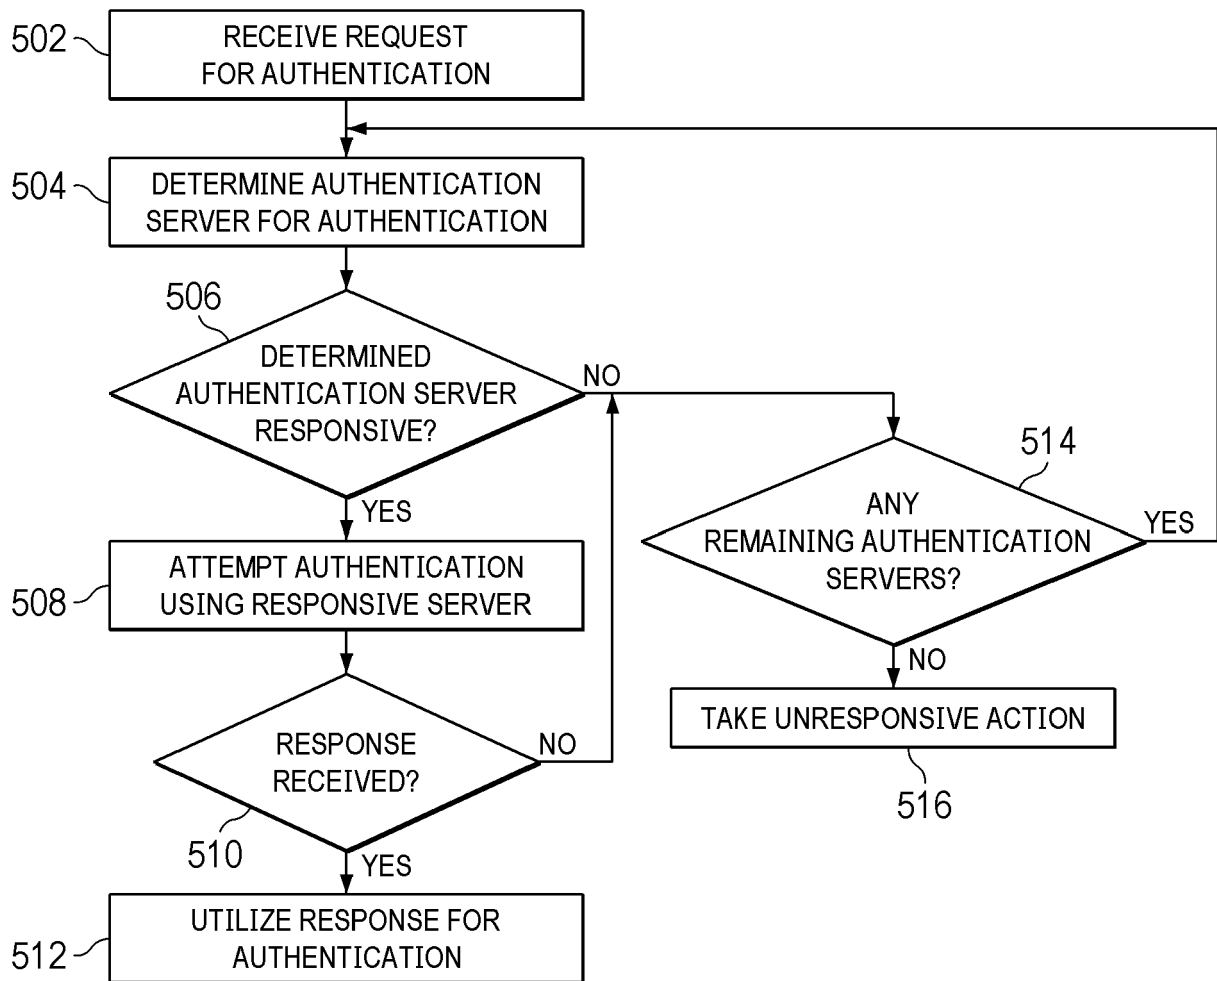 502
RECEIVE REQUEST
FOR AUTHENTICATION
504
DETERMINE AUTHENTICATION
SERVER FOR AUTHENTICATION
506
DETERMINED
AUTHENTICATION SERVER
RESPONSIVE?
NO
YES
514
ANY
REMAINING AUTHENTICATION
SERVERS?
YES
NO
508
ATTEMPT AUTHENTICATION
USING RESPONSIVE SERVER
TAKE UNRESPONSIVE ACTION
516
RESPONSE
RECEIVED?
NO
510
YES
512
UTILIZE RESPONSE FOR
AUTHENTICATION